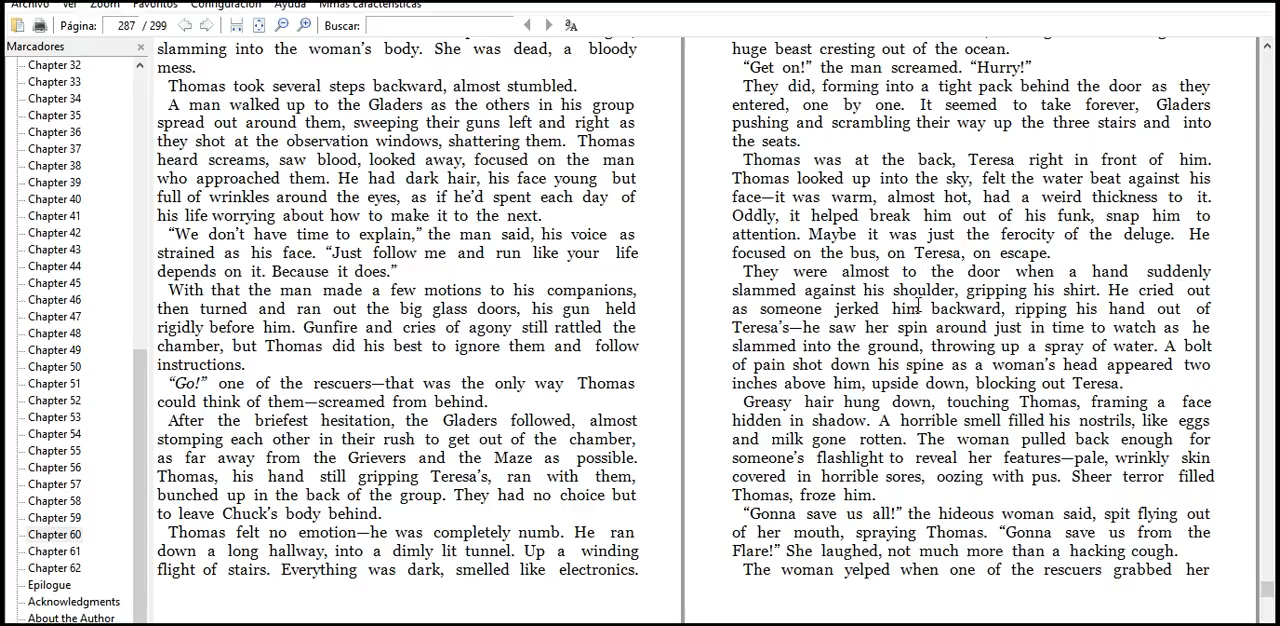 Archivo Ver Zoom Favoritos Configuración Ayuda
Página: 287 / 299 Buscar:
Marcadores
Chapter 32
Chapter 33
Chapter 34
Chapter 35
Chapter 36
Chapter 37
Chapter 38
Chapter 39
Chapter 40
Chapter 41
Chapter 42
Chapter 43
Chapter 44
Chapter 45
Chapter 46
Chapter 47
Chapter 48
Chapter 49
Chapter 50
Chapter 51
Chapter 52
Chapter 53
Chapter 54
Chapter 55
Chapter 56
Chapter 57
Chapter 58
Chapter 59
Chapter 60
Chapter 61
Chapter 62
Epilogue
Acknowledgments
About the Author
slamming into the woman’s body. She was dead, a bloody
mess.
Thomas took several steps backward, almost stumbled.
A man walked up to the Gladers as the others in his group
spread out around them, sweeping their guns left and right as
they shot at the observation windows, shattering them. Thomas
heard screams, saw blood, looked away, focused on the man
who approached them. He had dark hair, his face young but
full of wrinkles around the eyes, as if he’d spent each day of
his life worrying about how to make it to the next.
“We don’t have time to explain,” the man said, his voice as
strained as his face. “Just follow me and run like your life
depends on it. Because it does.”
With that the man made a few motions to his companions,
then turned and ran out the big glass doors, his gun held
rigidly before him. Gunfire and cries of agony still rattled the
chamber, but Thomas did his best to ignore them and follow
instructions.
“Go!” one of the rescuers—that was the only way Thomas
could think of them—screamed from behind.
After the briefest hesitation, the Gladers followed, almost
stomping each other in their rush to get out of the chamber,
as far away from the Grievers and the Maze as possible.
Thomas, his hand still gripping Teresa’s, ran with them,
bunched up in the back of the group. They had no choice but
to leave Chuck’s body behind.
Thomas felt no emotion—he was completely numb. He ran
down a long hallway, into a dimly lit tunnel. Up a winding
flight of stairs. Everything was dark, smelled like electronics.
huge beast cresting out of the ocean.
“Get on!” the man screamed. “Hurry!”
They did, forming into a tight pack behind the door as they
entered, one by one. It seemed to take forever, Gladers
pushing and scrambling their way up the three stairs and into
the seats.
Thomas was at the back, Teresa right in front of him.
Thomas looked up into the sky, felt the water beat against his
face—it was warm, almost hot, had a weird thickness to it.
Oddly, it helped break him out of his funk, snap him to
attention. Maybe it was just the ferocity of the deluge. He
focused on the bus, on Teresa, on escape.
They were almost to the door when a hand suddenly
slammed against his shoulder, gripping his shirt. He cried out
as someone jerked him backward, ripping his hand out of
Teresa’s—he saw her spin around just in time to watch as he
slammed into the ground, throwing up a spray of water. A bolt
of pain shot down his spine as a woman’s head appeared two
inches above him, upside down, blocking out Teresa.
Greasy hair hung down, touching Thomas, framing a face
hidden in shadow. A horrible smell filled his nostrils, like eggs
and milk gone rotten. The woman pulled back enough for
someone’s flashlight to reveal her features—pale, wrinkly skin
covered in horrible sores, oozing with pus. Sheer terror filled
Thomas, froze him.
“Gonna save us all!” the hideous woman said, spit flying out
of her mouth, spraying Thomas. “Gonna save us from the
Flare!” She laughed, not much more than a hacking cough.
The woman yelped when one of the rescuers grabbed her